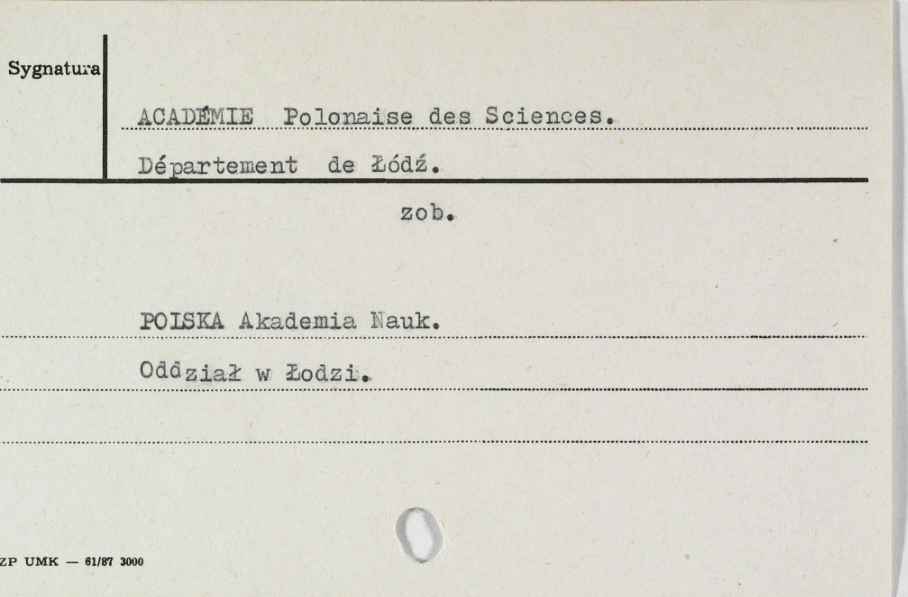 Sygnatura
ACADÉMIE Polonaise des Sciences.
Département de Łódź.
zob.
POLSKA Akademia Nauk.
Oddział w Łodzi.
ZP UMK — 61/87 3000